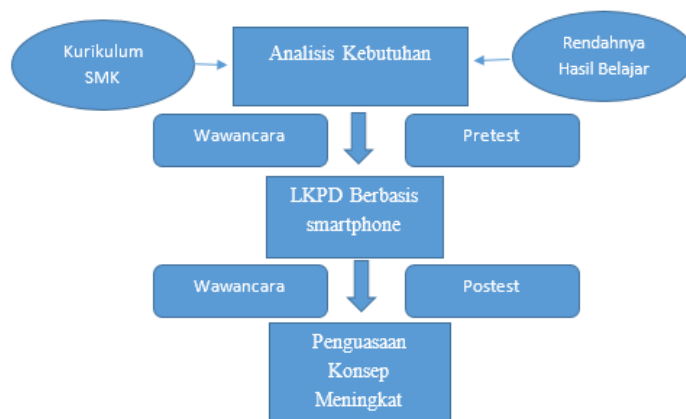 Kurikulum
SMK
Analisis Kebutuhan
Rendahnya
Hasil Belajar
Wawancara
Pretest
LKPD Berbasis
smartphone
Wawancara
Postest
Penguasaan
Konsep
Meningkat